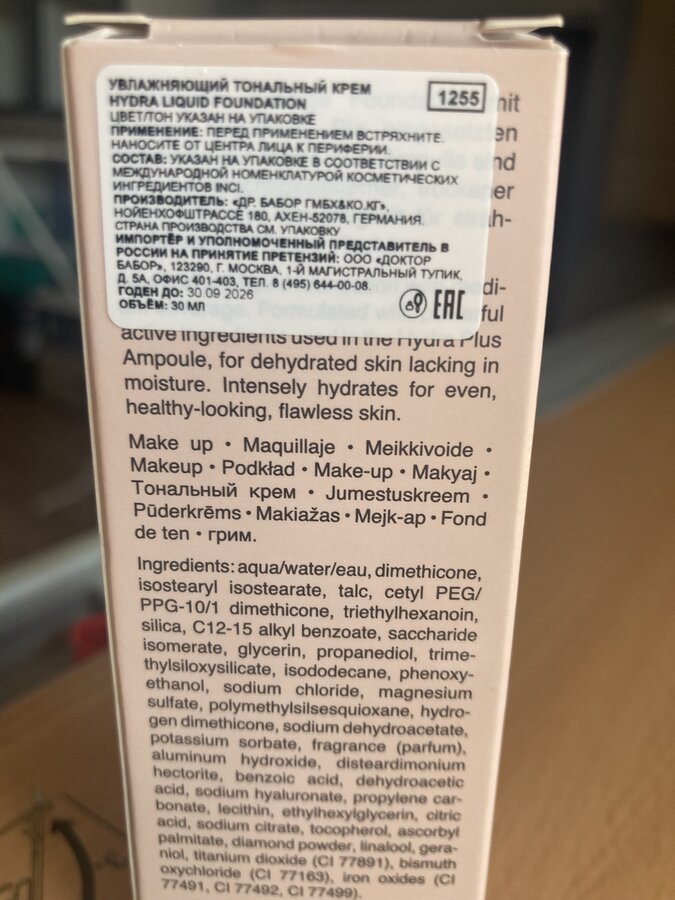 УВЛАЖНЯЮЩИЙ ТОНАЛЬНЫЙ КРЕМ
HYDRA LIQUID FOUNDATION
1255
ЦВЕТ/ТОН УКАЗАН НА УПАКОВКЕ
ПРИМЕНЕНИЕ: ПЕРЕД ПРИМЕНЕНИЕМ ВСТРЯХНИТЕ.
НАНОСИТЕ ОТ ЦЕНТРА ЛИЦА К ПЕРИФЕРИИ.
СОСТАВ: УКАЗАН НА УПАКОВКЕ В СООТВЕТСТВИИ С
МЕЖДУНАРОДНОЙ НОМЕНКЛАТУРОЙ КОСМЕТИЧЕСКИХ
ИНГРЕДИЕНТОВ INCI.
ПРОИЗВОДИТЕЛЬ: «ДР. БАБОР ГМБХ&КО.КГ»,
НОЙЕНХОФШТРАССЕ 180, АХЕН-52078, ГЕРМАНИЯ.
СТРАНА ПРОИЗВОДСТВА СМ. УПАКОВКУ
ИМПОРТЁР И УПОЛНОМОЧЕННЫЙ ПРЕДСТАВИТЕЛЬ В
РОССИИ НА ПРИНЯТИЕ ПРЕТЕНЗИЙ: ООО «ДОКТОР
БАБОР», 123290, Г. МОСКВА, 1-Й МАГИСТРАЛЬНЫЙ ТУПИК,
Д. 5А, ОФИС 401-403, ТЕЛ. 8 (495) 644-00-08.
ГОДЕН ДО: 30 09 2026
ОБЪЁМ: 30 МЛ
EAC
active ingredients used in the Hydra Plus
Ampoule, for dehydrated skin lacking in
moisture. Intensely hydrates for even,
healthy-looking, flawless skin.
Make up • Maquillaje • Meikkivoide •
Makeup • Podkład • Make-up • Makyaj •
Тональный крем • Jumestuskreem •
Pūderkrēms • Makiažas • Mejk-ap • Fond
de ten • грим.
Ingredients: aqua/water/eau, dimethicone,
isostearyl isostearate, talc, cetyl PEG/
PPG-10/1 dimethicone, triethylhexanoin,
silica, C12-15 alkyl benzoate, saccharide
isomerate, glycerin, propanediol, trime-
thylsiloxysilicate, isododecane, phenoxy-
ethanol, sodium chloride, magnesium
sulfate, polymethylsilsesquioxane, hydro-
gen dimethicone, sodium dehydroacetate,
potassium sorbate, fragrance (parfum),
aluminum hydroxide, disteardimonium
hectorite, benzoic acid, dehydroacetic
acid, sodium hyaluronate, propylene car-
bonate, lecithin, ethylhexylglycerin, citric
acid, sodium citrate, tocopherol, ascorbyl
palmitate, diamond powder, linalool, gera-
niol, titanium dioxide (CI 77891), bismuth
oxychloride (CI 77163), iron oxides (CI
77491, CI 77492, CI 77499).